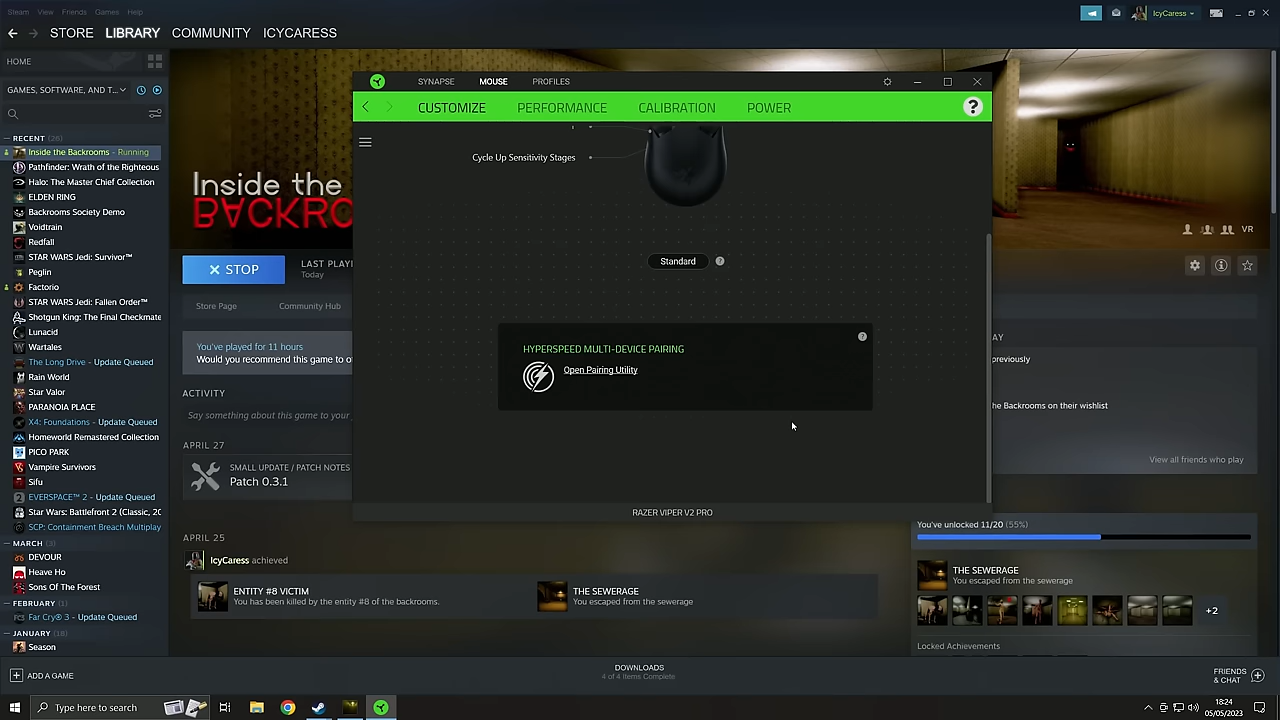 Steam View Friends Games Help
IcyCaress
STORE LIBRARY COMMUNITY ICYCARESS
HOME
GAMES, SOFTWARE, AND T...
RECENT (26)
Inside the Backrooms - Running
Pathfinder: Wrath of the Righteous
Halo: The Master Chief Collection
ELDEN RING
Backrooms Society Demo
Voidtrain
Redfall
STAR WARS Jedi: Survivor™
Peglin
Factorio
STAR WARS Jedi: Fallen Order™
Shotgun King: The Final Checkmate
Lunacid
Wartales
The Long Drive - Update Queued
Rain World
Star Valor
PARANOIA PLACE
X4: Foundations - Update Queued
Homeworld Remastered Collection
PICO PARK
Vampire Survivors
Sifu
EVERSPACE™ 2 - Update Queued
Star Wars: Battlefront 2 (Classic, 20
SCP: Containment Breach Multiplay
MARCH (3)
DEVOUR
Heave Ho
Sons Of The Forest
FEBRUARY (1)
Far Cry® 3 - Update Queued
JANUARY (18)
Season
ADD A GAME
Inside the
BACKRO
STOP
LAST PLAYI
Today
Store Page Community Hub
You've played for 11 hours
Would you recommend this game to o
ACTIVITY
Say something about this game to your
APRIL 27
SMALL UPDATE / PATCH NOTES
Patch 0.3.1
APRIL 25
IcyCaress achieved
ENTITY #8 VICTIM
You has been killed by the entity #8 of the backrooms.
THE SEWERAGE
You escaped from the sewerage
SYNAPSE MOUSE PROFILES
CUSTOMIZE PERFORMANCE CALIBRATION POWER
?
Cycle Up Sensitivity Stages
Standard ?
HYPERSPEED MULTI-DEVICE PAIRING ?
Open Pairing Utility
RAZER VIPER V2 PRO
VR
AY
previously
he Backrooms on their wishlist
View all friends who play
You've unlocked 11/20 (55%)
THE SEWERAGE
You escaped from the sewerage
+2
Locked Achievements
DOWNLOADS
4 of 4 Items Complete
FRIENDS
& CHAT
Type here to search
18:24
05/05/2023